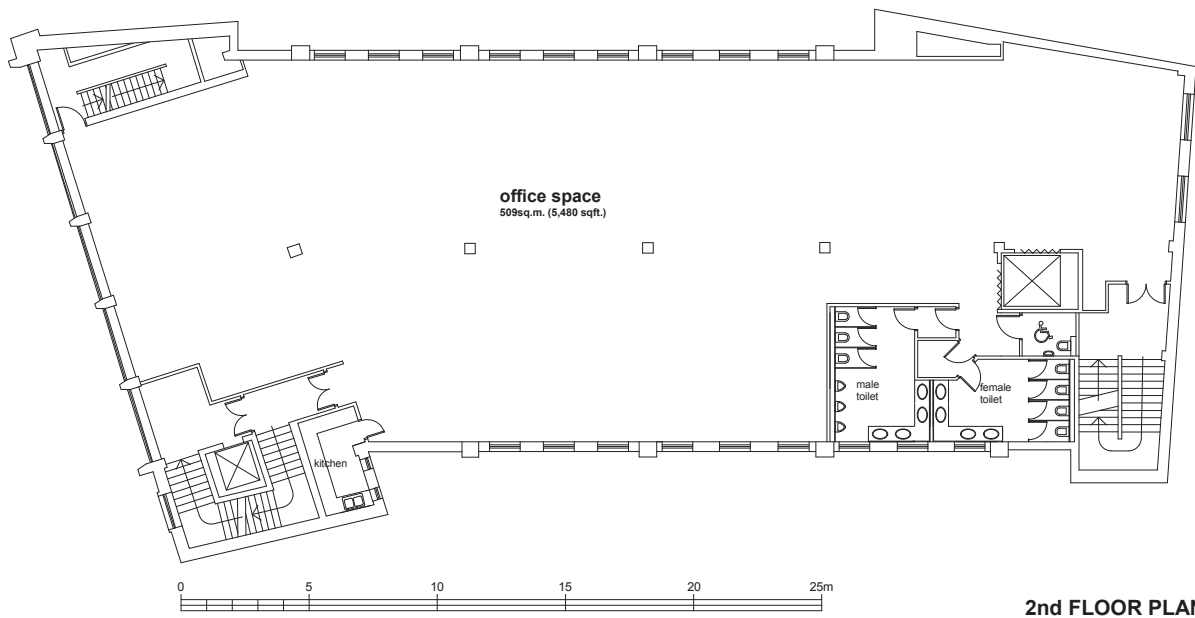 office space
509sq.m. (5,480 sqft.)
male
toilet
female
toilet
kitchen
0 5 10 15 20 25m
2nd FLOOR PLAN